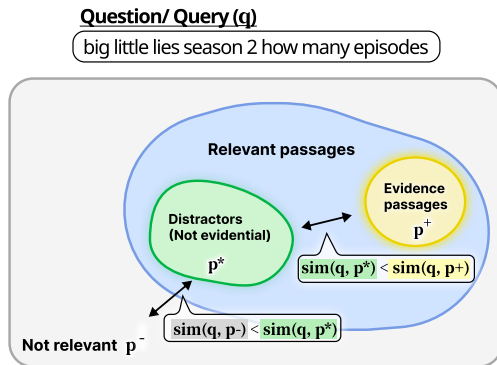 Question/ Query (q)
big little lies season 2 how many episodes
Relevant passages
Evidence
passages
p+
Distractors
(Not evidential)
p*
sim(q, p*) < sim(q, p+)
sim(q, p-) < sim(q, p*)
Not relevant p-